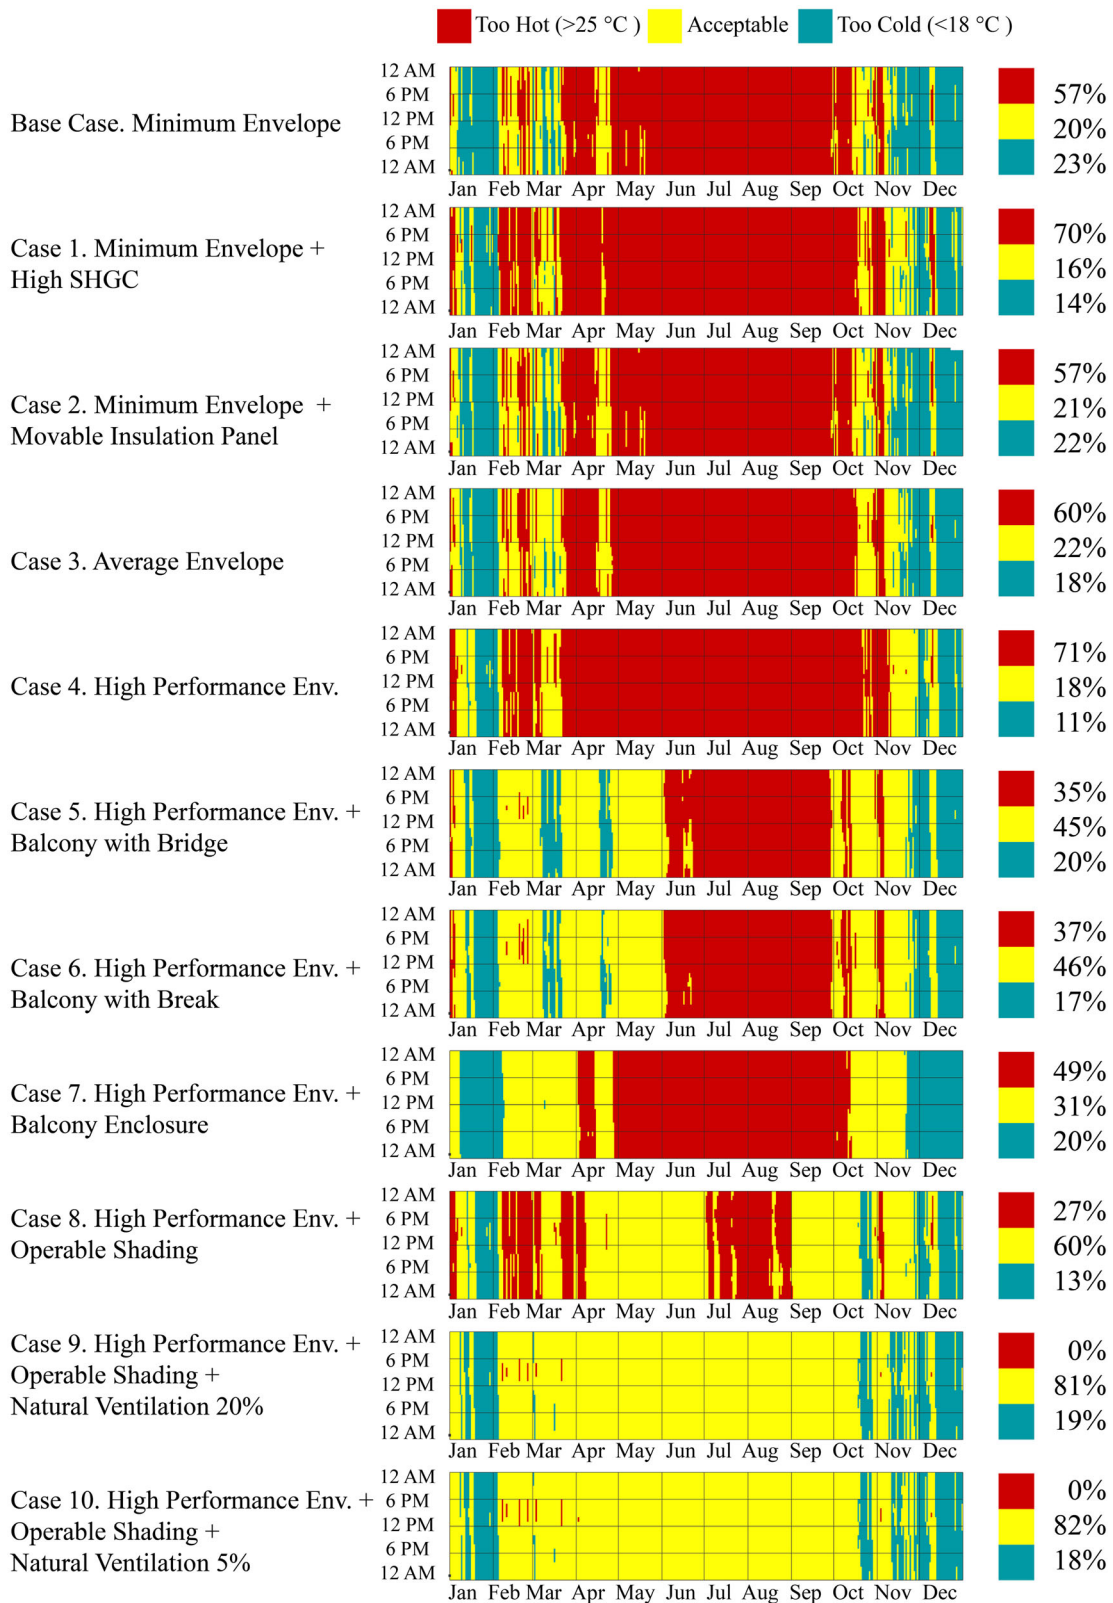 Too Hot (>25 °C ) Acceptable Too Cold (<18 °C )
Base Case. Minimum Envelope
12 AM
6 PM
12 PM
6 PM
12 AM
Jan Feb Mar Apr May Jun Jul Aug Sep Oct Nov Dec
57%
20%
23%
Case 1. Minimum Envelope +
High SHGC
12 AM
6 PM
12 PM
6 PM
12 AM
Jan Feb Mar Apr May Jun Jul Aug Sep Oct Nov Dec
70%
16%
14%
Case 2. Minimum Envelope +
Movable Insulation Panel
12 AM
6 PM
12 PM
6 PM
12 AM
Jan Feb Mar Apr May Jun Jul Aug Sep Oct Nov Dec
57%
21%
22%
Case 3. Average Envelope
12 AM
6 PM
12 PM
6 PM
12 AM
Jan Feb Mar Apr May Jun Jul Aug Sep Oct Nov Dec
60%
22%
18%
Case 4. High Performance Env.
12 AM
6 PM
12 PM
6 PM
12 AM
Jan Feb Mar Apr May Jun Jul Aug Sep Oct Nov Dec
71%
18%
11%
Case 5. High Performance Env. +
Balcony with Bridge
12 AM
6 PM
12 PM
6 PM
12 AM
Jan Feb Mar Apr May Jun Jul Aug Sep Oct Nov Dec
35%
45%
20%
Case 6. High Performance Env. +
Balcony with Break
12 AM
6 PM
12 PM
6 PM
12 AM
Jan Feb Mar Apr May Jun Jul Aug Sep Oct Nov Dec
37%
46%
17%
Case 7. High Performance Env. +
Balcony Enclosure
12 AM
6 PM
12 PM
6 PM
12 AM
Jan Feb Mar Apr May Jun Jul Aug Sep Oct Nov Dec
49%
31%
20%
Case 8. High Performance Env. +
Operable Shading
12 AM
6 PM
12 PM
6 PM
12 AM
Jan Feb Mar Apr May Jun Jul Aug Sep Oct Nov Dec
27%
60%
13%
Case 9. High Performance Env. +
Operable Shading +
Natural Ventilation 20%
12 AM
6 PM
12 PM
6 PM
12 AM
Jan Feb Mar Apr May Jun Jul Aug Sep Oct Nov Dec
0%
81%
19%
Case 10. High Performance Env. +
Operable Shading +
Natural Ventilation 5%
12 AM
6 PM
12 PM
6 PM
12 AM
Jan Feb Mar Apr May Jun Jul Aug Sep Oct Nov Dec
0%
82%
18%